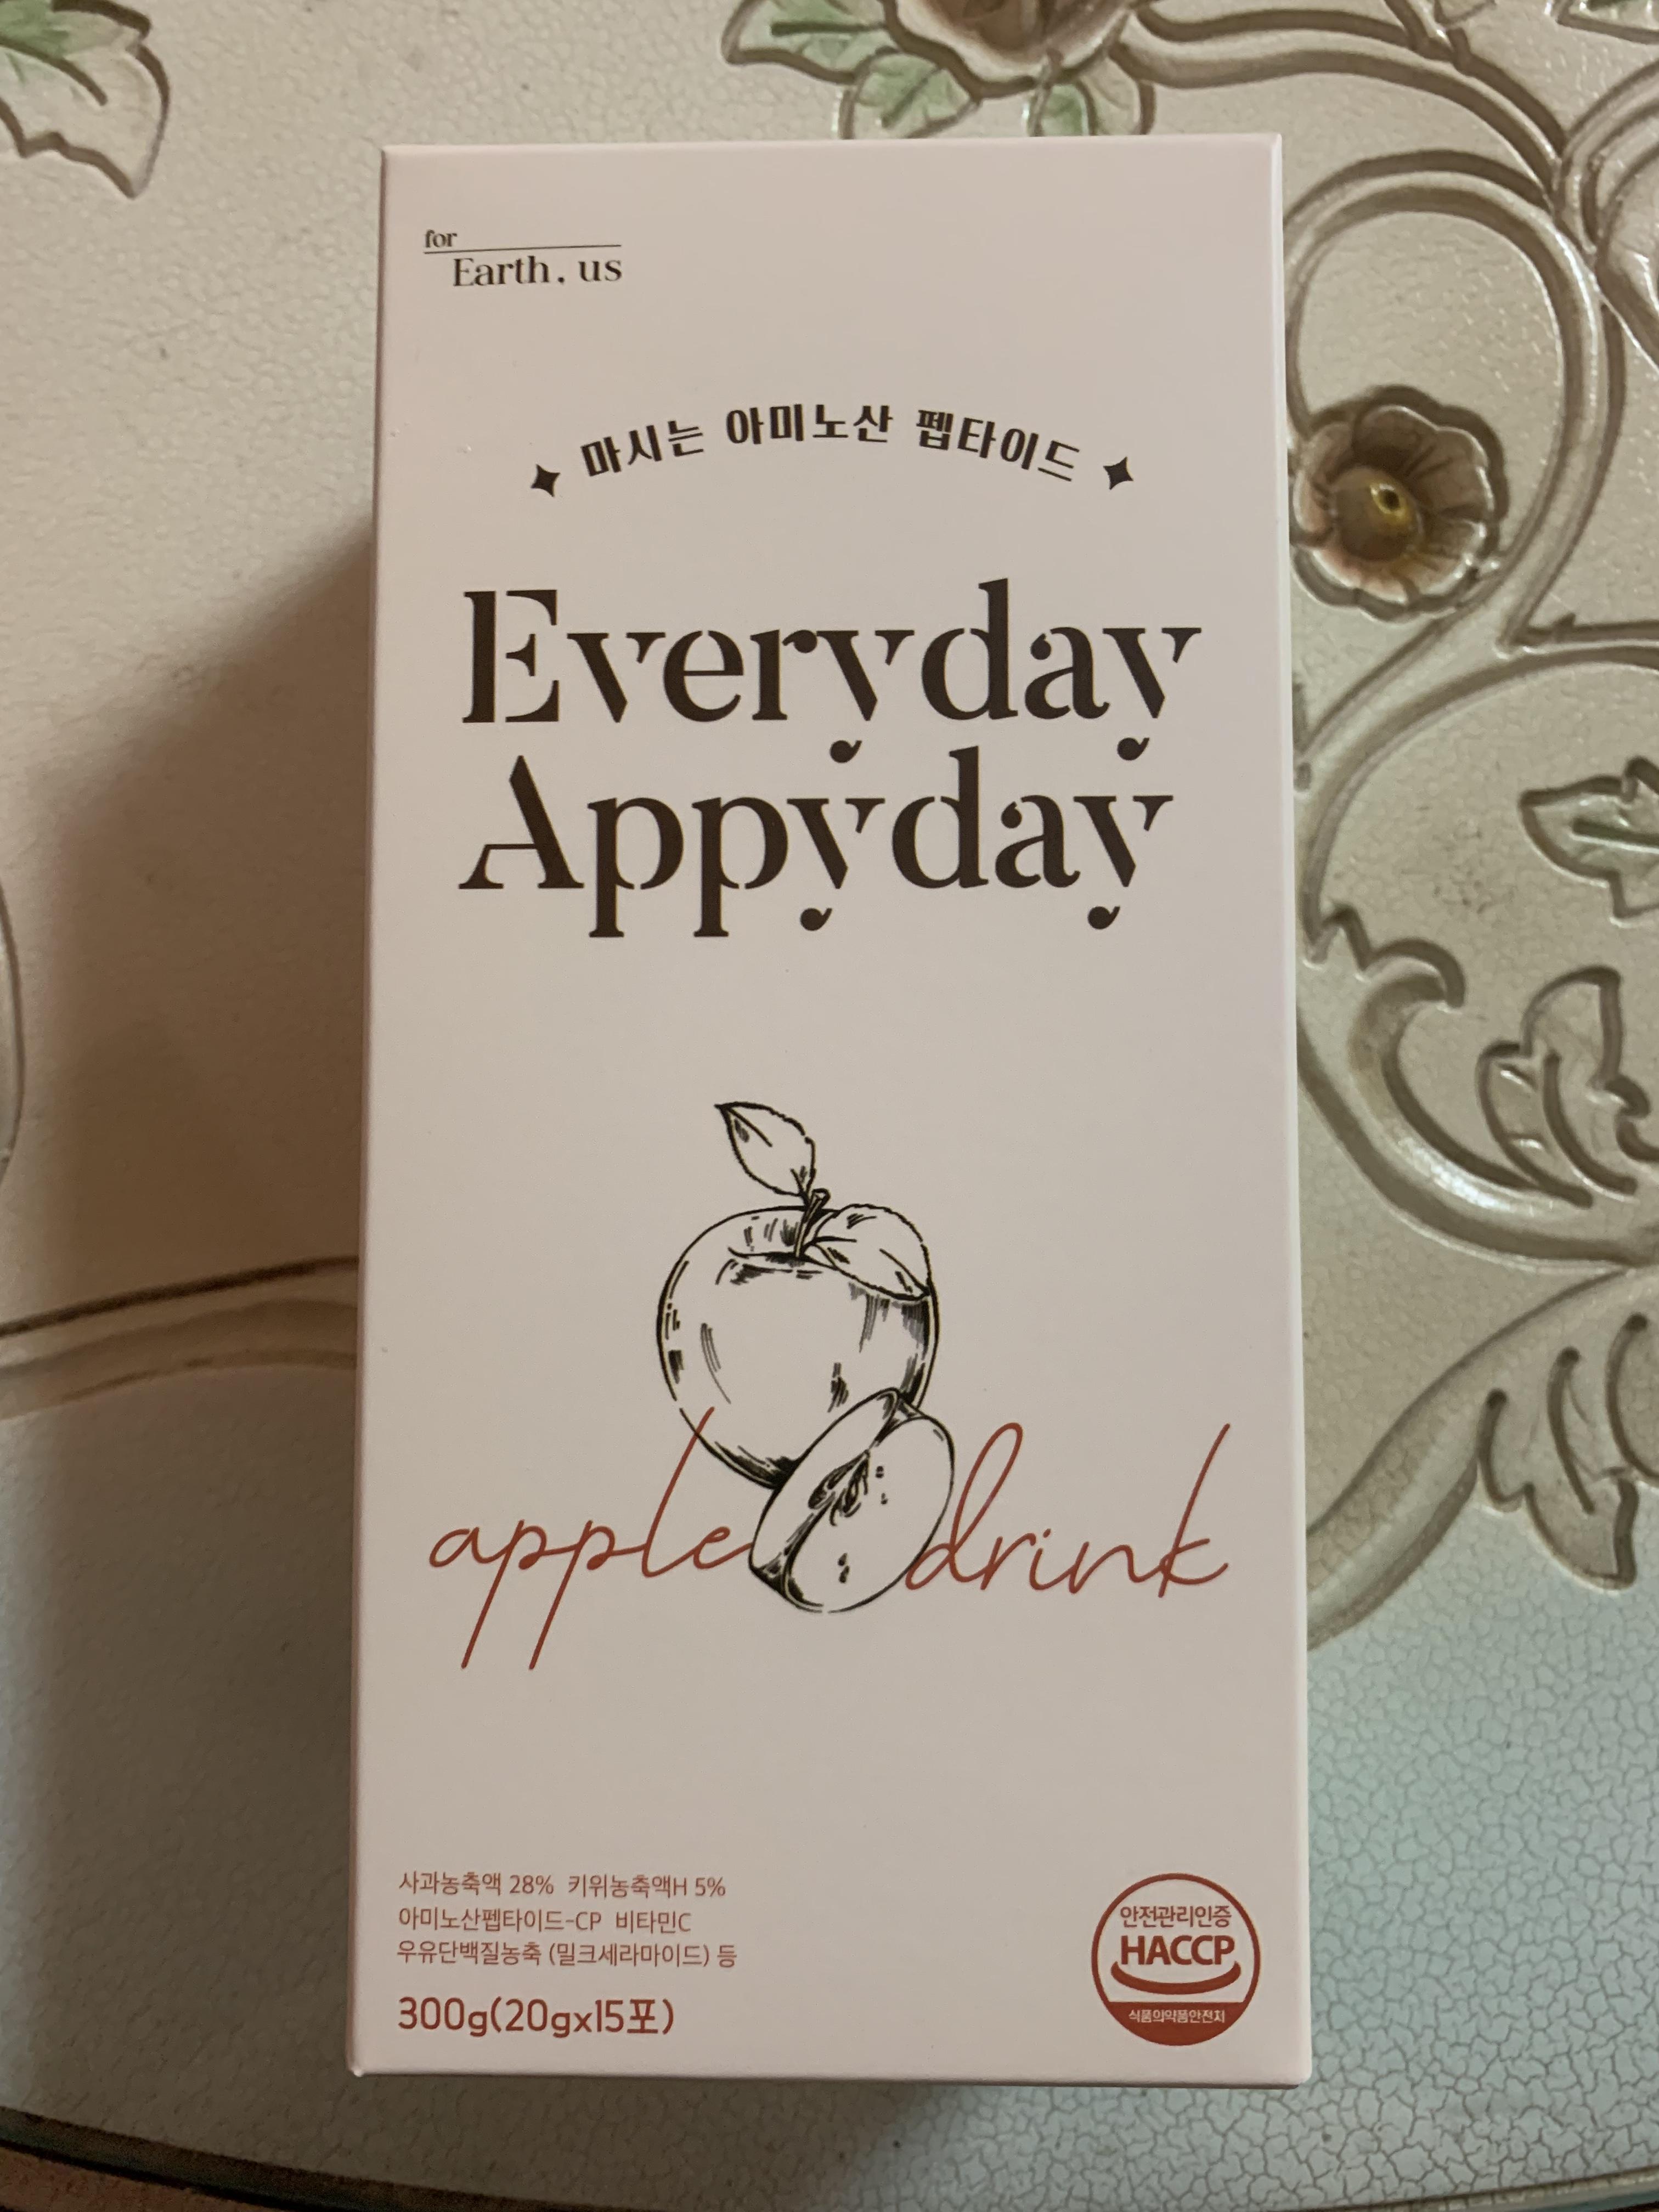 for
Earth, us
마시는 아미노산 펩타이드
Everyday
Appyday
apple drink
사과농축액 28% 키위농축액H 5%
아미노산펩타이드-CP 비타민C
우유단백질농축 (밀크세라마이드) 등
300g(20gx15포)
안전관리인증
HACCP
식품의약품안전처